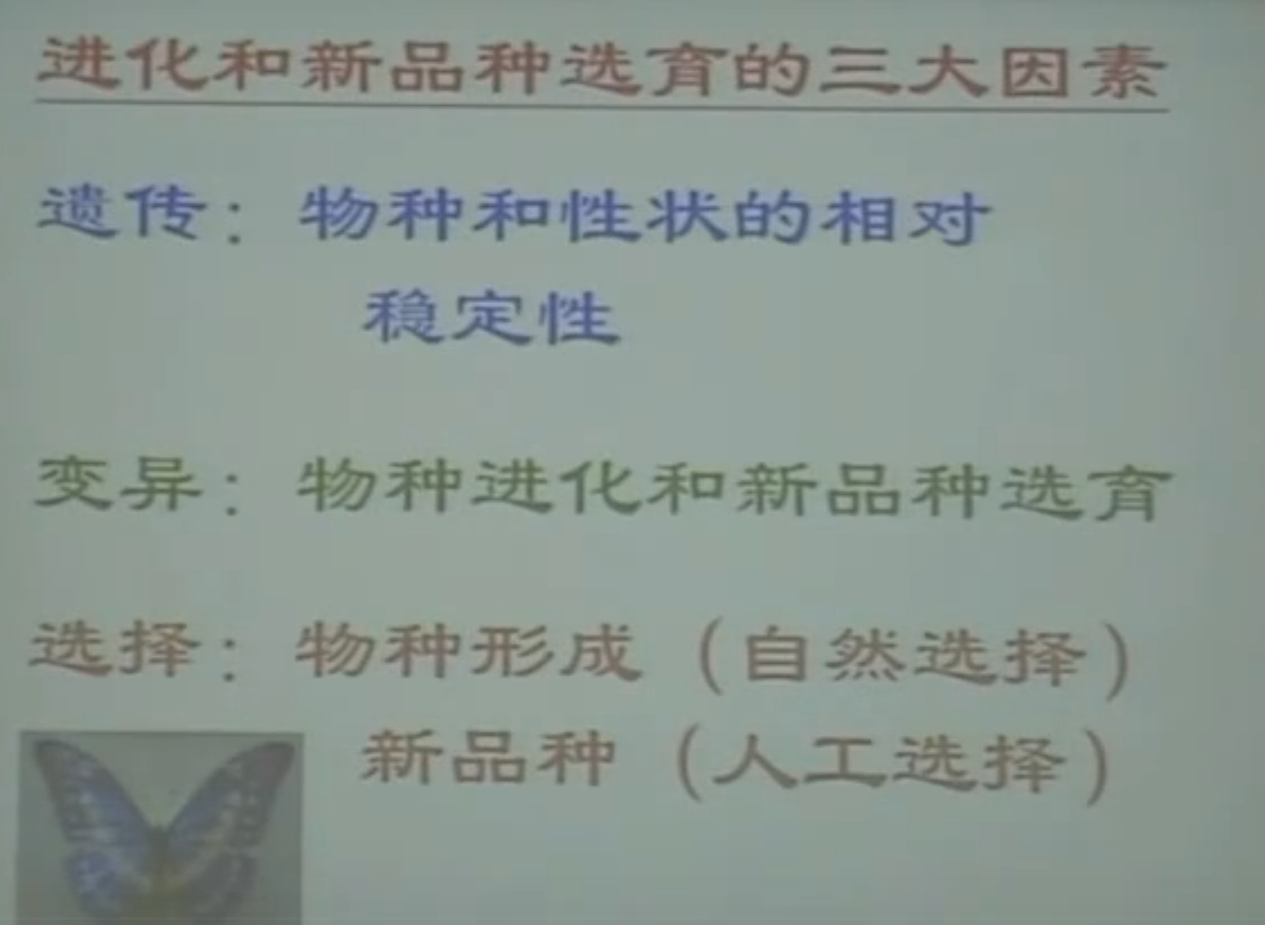 进化和新品种选育的三大因素
遗传：物种和性状的相对
稳定性
变异：物种进化和新品种选育
选择：物种形成（自然选择）
新品种（人工选择）